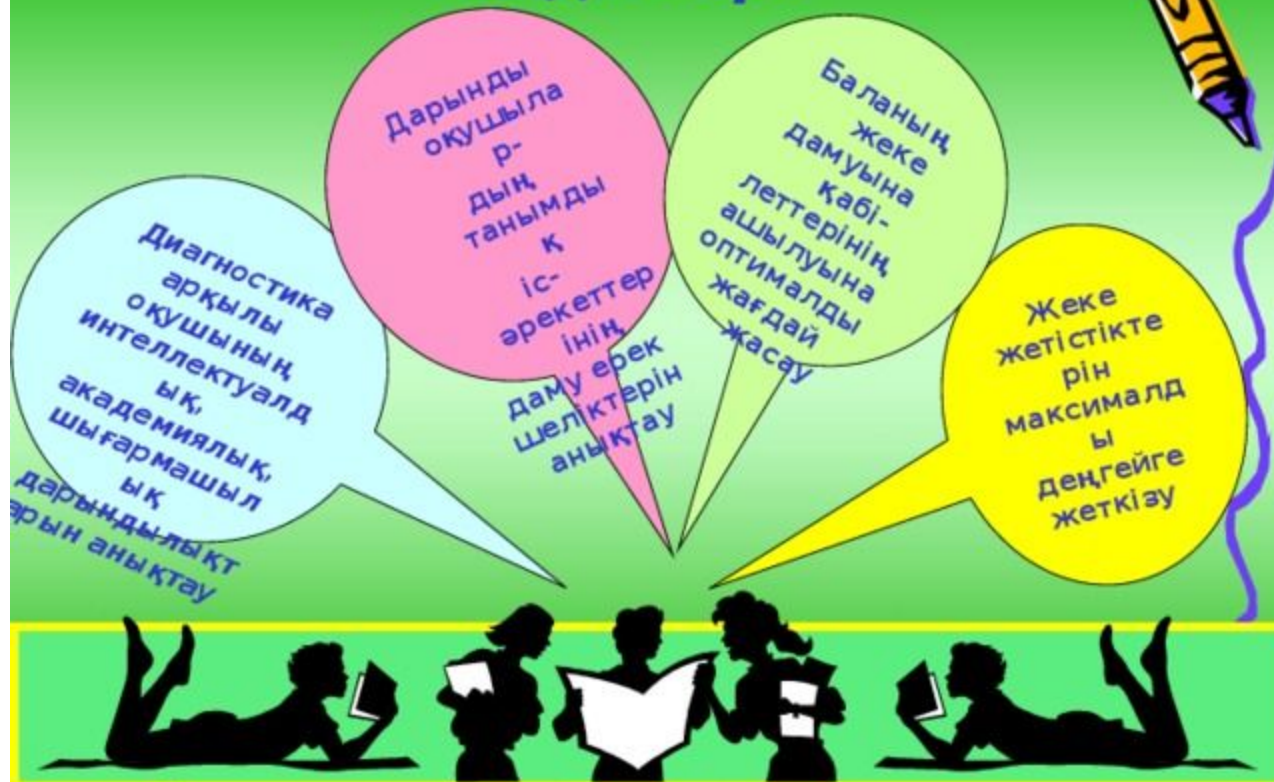 Диагностика
арқылы
оқушының
интеллектуалд
ық,
академиялық,
шығармашыл
ық
дарындылықт
арын анықтау
Дарынды
оқушыла
р-
дың
танымды
қ
іс-
әрекеттер
інің
даму ерек
шеліктерін
анықтау
Баланың
жеке
дамуына
қабі-
леттерінің
ашылуына
оптималды
жағдай
жасау
Жеке
жетістікте
рін
максималд
ы
деңгейге
жеткізу